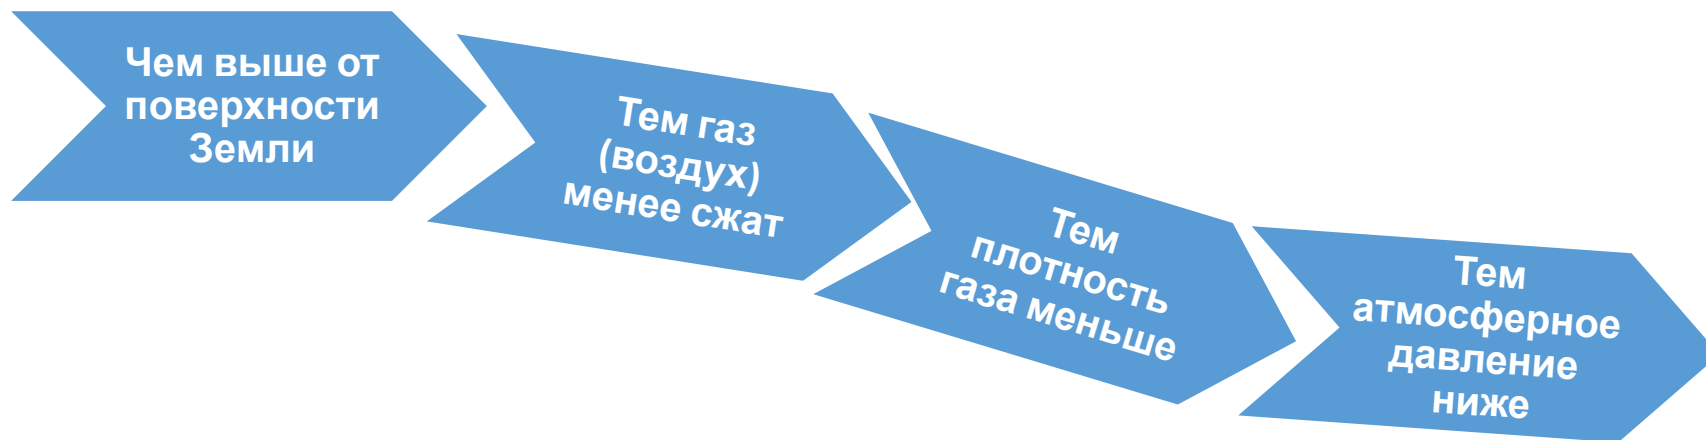 Чем выше от
поверхности
Земли
Тем газ
(воздух)
менее сжат
Тем
плотность
газа меньше
Тем
атмосферное
давление
ниже